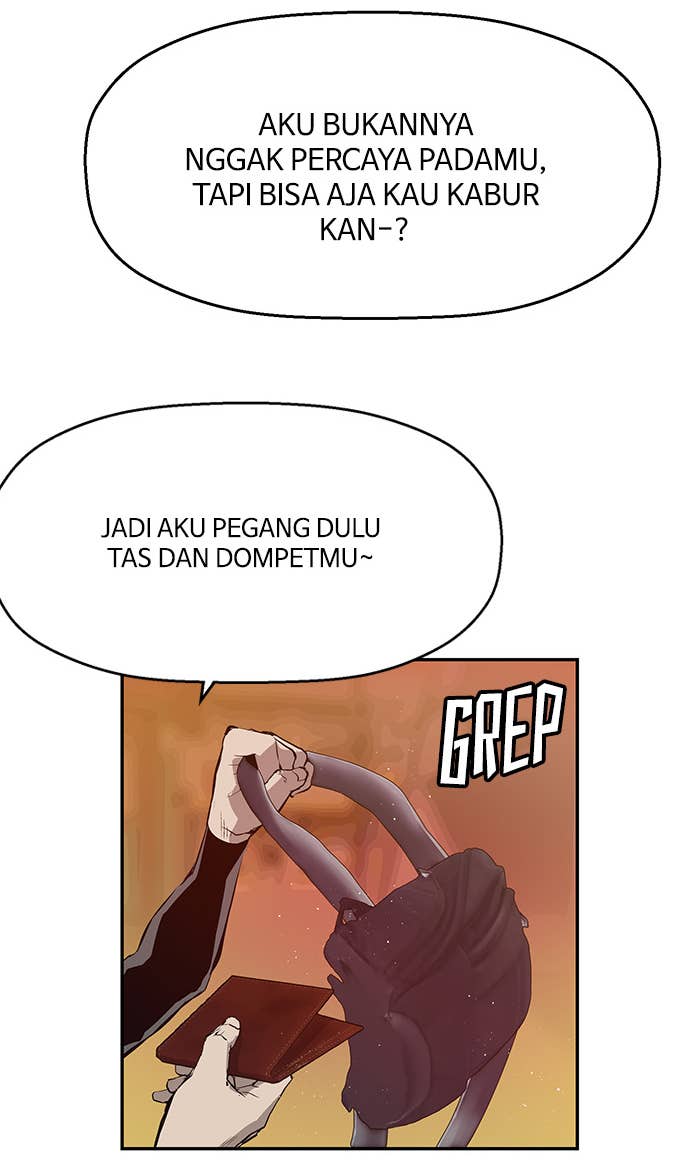 AKU BUKANNYA
NGGAK PERCAYA PADAMU,
TAPI BISA AJA KAU KABUR
KAN-?
JADI AKU PEGANG DULU
TAS DAN DOMPETMU~
GREP